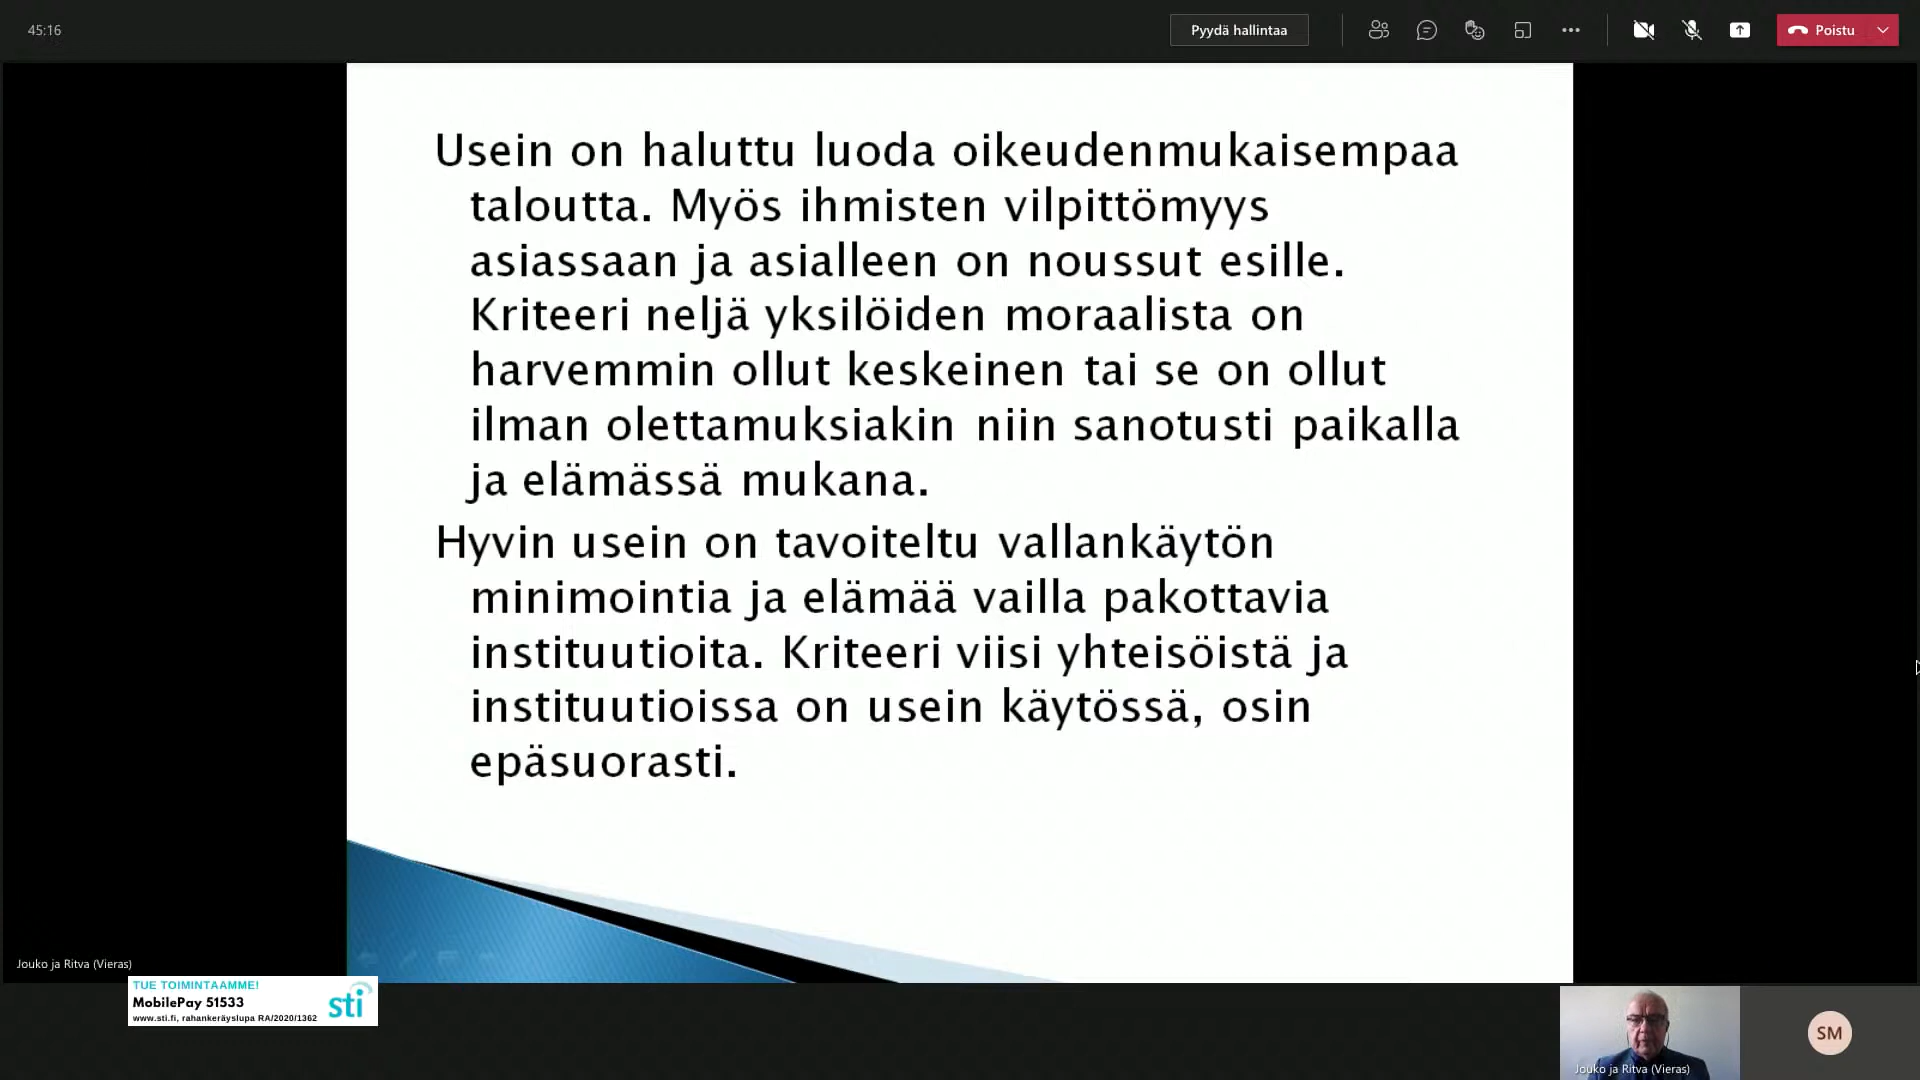 45:16
Pyydä hallintaa
Poistu
Usein on haluttu luoda oikeudenmukaisempaa
taloutta. Myös ihmisten vilpittömyys
asiassaan ja asialleen on noussut esille.
Kriteeri neljä yksilöiden moraalista on
harvemmin ollut keskeinen tai se on ollut
ilman olettamuksiakin niin sanotusti paikalla
ja elämässä mukana.
Hyvin usein on tavoiteltu vallankäytön
minimointia ja elämää vailla pakottavia
instituutioita. Kriteeri viisi yhteisöistä ja
instituutioissa on usein käytössä, osin
epäsuorasti.
Jouko ja Ritva (Vieras)
TUE TOIMINTAAMME!
MobilePay 51533
www.sti.fi, rahankeräyslupa RA/2020/1362
sti
Jouko ja Ritva (Vieras)
SM